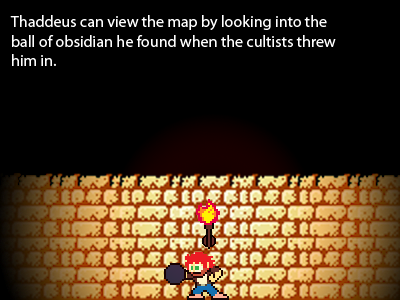 Thaddeus can view the map by looking into the
ball of obsidian he found when the cultists threw
him in.